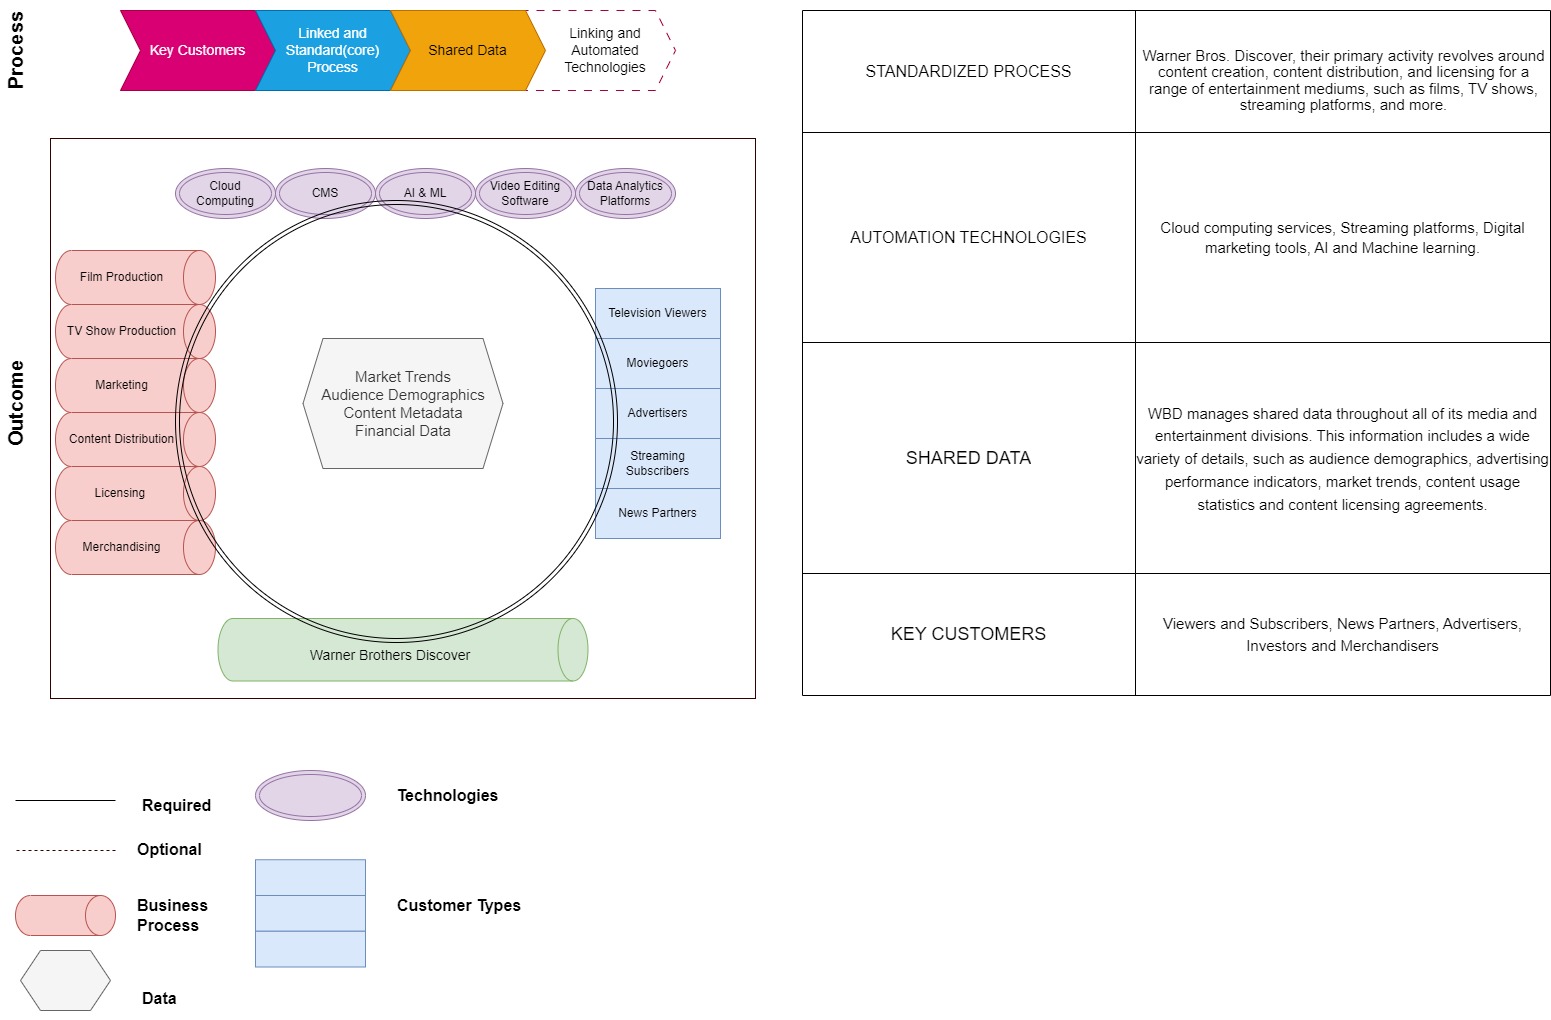 Process
Key Customers
Linked and
Standard(core)
Process
Shared Data
Linking and
Automated
Technologies
Outcome
Cloud
Computing
CMS
AI & ML
Video Editing
Software
Data Analytics
Platforms
Film Production
TV Show Production
Marketing
Content Distribution
Licensing
Merchandising
Market Trends
Audience Demographics
Content Metadata
Financial Data
Television Viewers
Moviegoers
Advertisers
Streaming
Subscribers
News Partners
Warner Brothers Discover
STANDARDIZED PROCESS
Warner Bros. Discover, their primary activity revolves around
content creation, content distribution, and licensing for a
range of entertainment mediums, such as films, TV shows,
streaming platforms, and more.
AUTOMATION TECHNOLOGIES
Cloud computing services, Streaming platforms, Digital
marketing tools, AI and Machine learning.
SHARED DATA
WBD manages shared data throughout all of its media and
entertainment divisions. This information includes a wide
variety of details, such as audience demographics, advertising
performance indicators, market trends, content usage
statistics and content licensing agreements.
KEY CUSTOMERS
Viewers and Subscribers, News Partners, Advertisers,
Investors and Merchandisers
Required
Optional
Business
Process
Data
Technologies
Customer Types